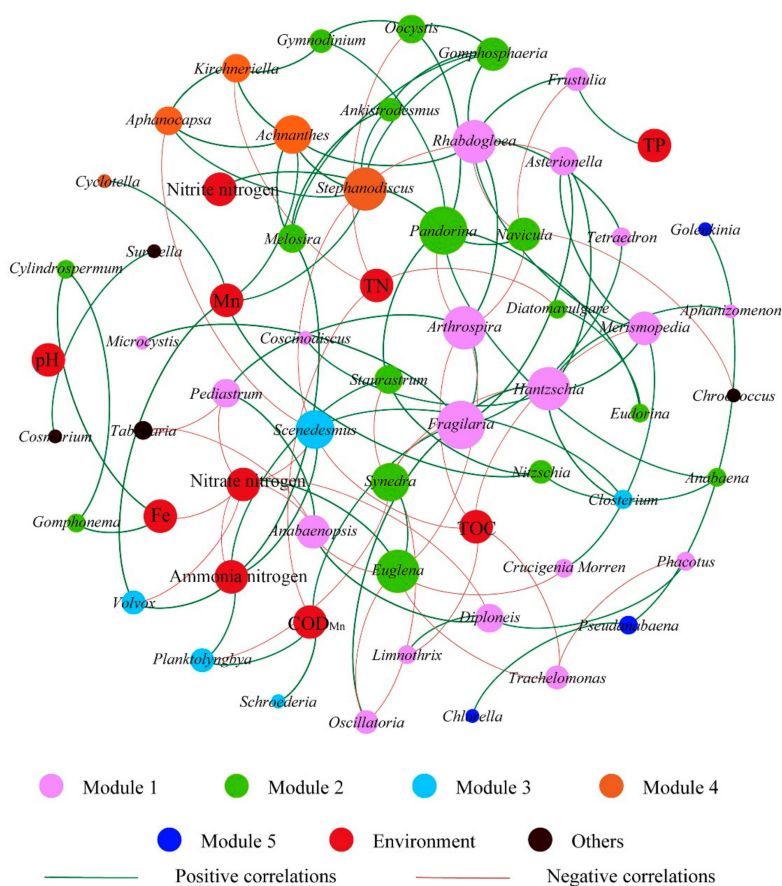 Oocystis
Gymnodinium
Gomphosphaeria
Kirehneriella
Frustulia
Ankistrodesmus
Aphanocapsa
Achnanthes
Rhabdogloea
TP
Asterionella
Cyclotella
Nitrite nitrogen
Stephanodiscus
Golenkinia
Pandorina
Navicula
Tetraedron
Melosira
Surirella
Cylindrospermum
TN
Mn
Diatomavulgare
Aphanizomenon
Arthrospira
Merismopedia
Microcystis
Coscinodiscus
pH
Staurastrum
Hantzschia
Chroococcus
Pediastrum
Eudorina
Cosmarium
Tabellaria
Scenedesmus
Fragilaria
Nitzschia
Anabaena
Nitrate nitrogen
Synedra
Closterium
Gomphonema
Fe
Anabaenopsis
TOC
Phacotus
Ammonia nitrogen
Euglena
Crucigenia Morren
Volvox
COD Mn
Diploneis
Pseudanabaena
Planktolyngbya
Limnothrix
Trachelomonas
Schroederia
Oscillatoria
Chlorella
Module 1 Module 2 Module 3 Module 4
Module 5 Environment Others
Positive correlations Negative correlations